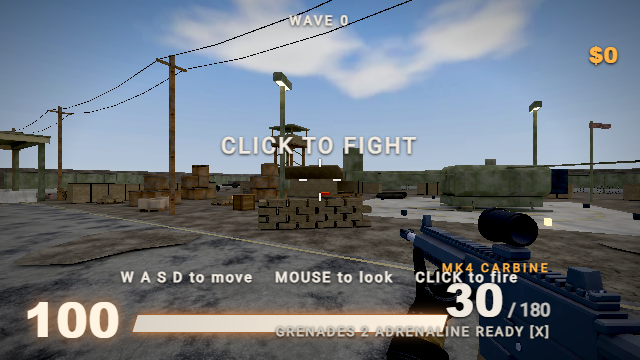 WAVE 0
$0
CLICK TO FIGHT
W A S D to move MOUSE to look CLICK to fire
MK4 CARBINE
30 / 180
100
GRENADES 2 ADRENALINE READY [X]